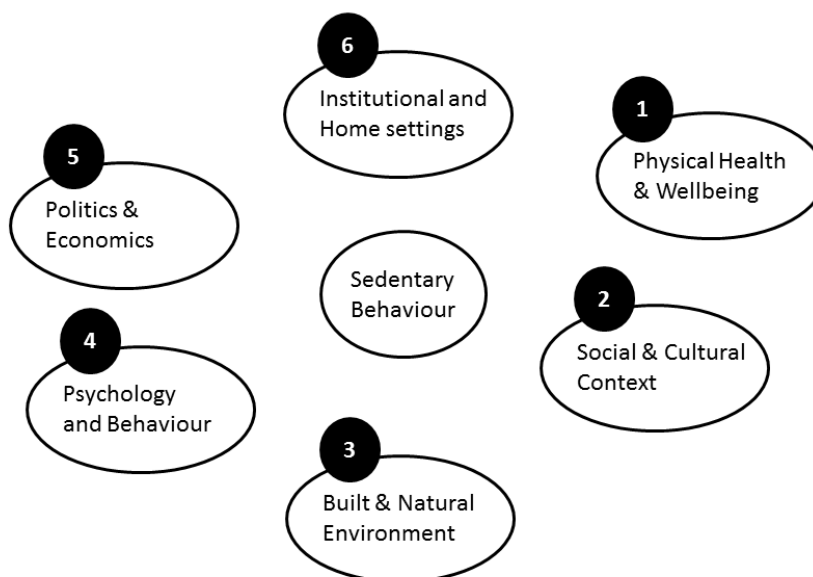 6
Institutional and
Home settings
1
Physical Health
& Wellbeing
5
Politics &
Economics
Sedentary
Behaviour
2
Social & Cultural
Context
4
Psychology
and Behaviour
3
Built & Natural
Environment